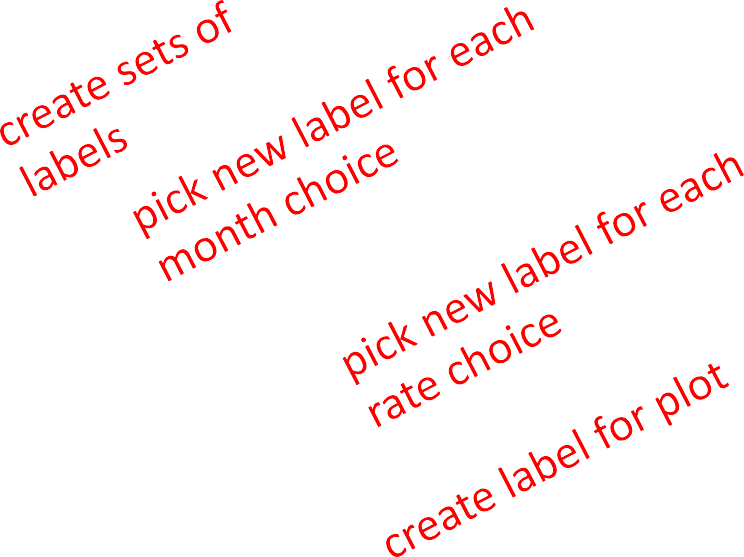 create sets of
labels
pick new label for each
month choice
pick new label for each
rate choice
create label for plot